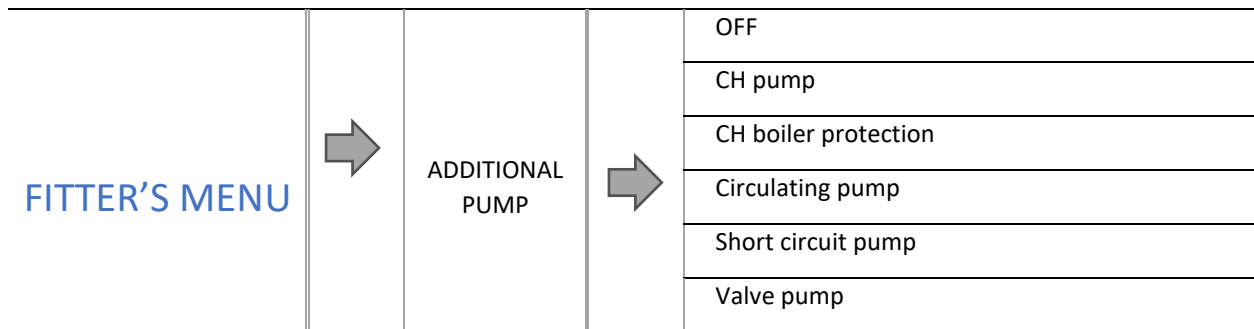 FITTER’S MENU
ADDITIONAL
PUMP
OFF
CH pump
CH boiler protection
Circulating pump
Short circuit pump
Valve pump